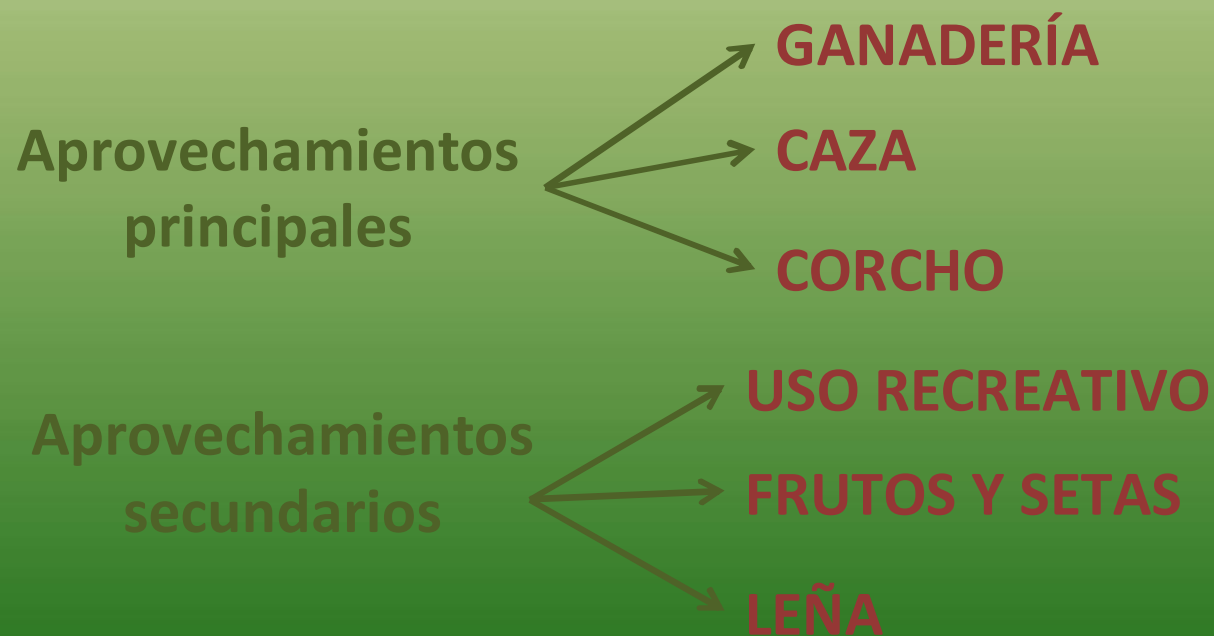 Aprovechamientos
principales
GANADERÍA
CAZA
CORCHO
Aprovechamientos
secundarios
USO RECREATIVO
FRUTOS Y SETAS
LEÑA